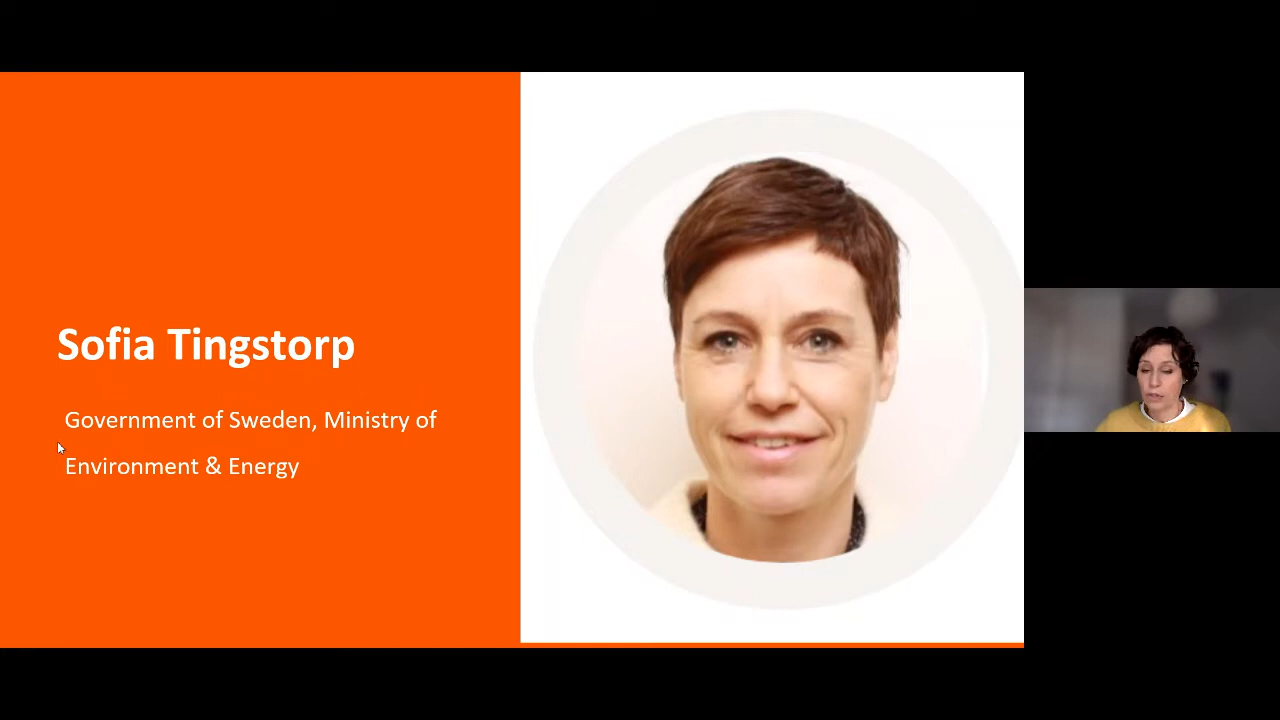 Sofia Tingstorp
Government of Sweden, Ministry of
Environment & Energy